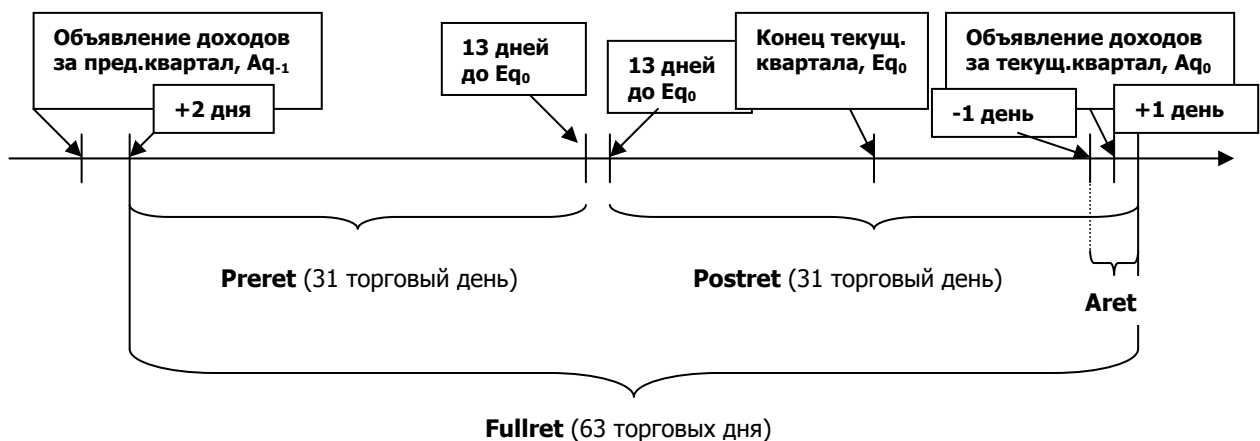 Объявление доходов
за пред.квартал, Aq-1
+2 дня
13 дней
до Eq0
13 дней
до Eq0
Конец текущ.
квартала, Eq0
Объявление доходов
за текущ.квартал, Aq0
-1 день
+1 день
Preret (31 торговый день)
Postret (31 торговый день)
Aret
Fullret (63 торговых дня)